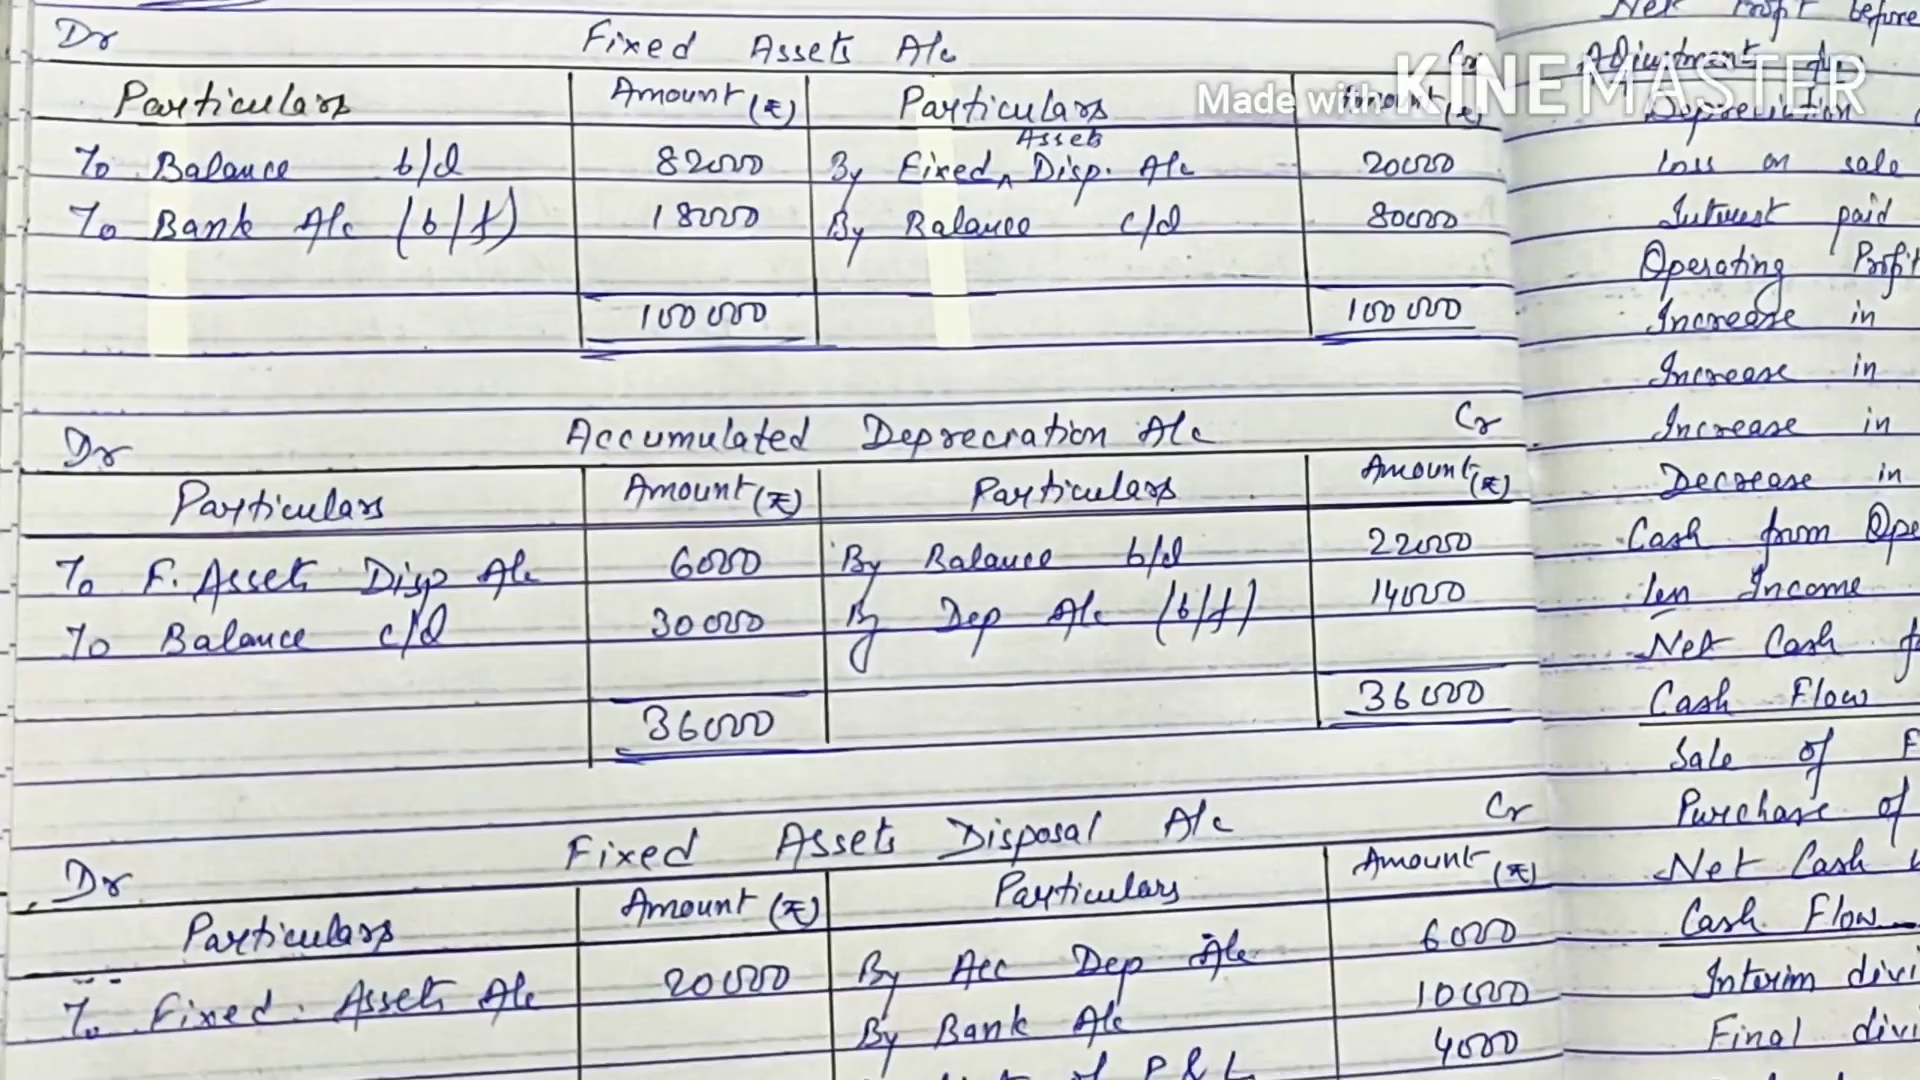 Dr Fixed Assets A/c Cr
Particulars Amount (₹) Particulars Amount (₹)
To Balance b/d 82000 By Fixed Assets Disp. A/c 20000
To Bank A/c (b/f) 18000 By Balance c/d 80000
100000 100000
Dr Accumulated Depreciation A/c Cr
Particulars Amount (₹) Particulars Amount (₹)
To F. Assets Disp A/c 6000 By Balance b/d 22000
To Balance c/d 30000 By Dep A/c (b/f) 14000
36000 36000
Dr Fixed Assets Disposal A/c Cr
Particulars Amount (₹) Particulars Amount (₹)
To Fixed. Assets A/c 20000 By Acc Dep A/c 6000
By Bank A/c 10000
of P & L 4000
Net Profit before
Adjustment
Depreciation
Loss on sale
Interest paid
Operating Profit
Increase in
Increase in
Increase in
Decrease in
Cash from Ope
Less Income
Net Cash f
Cash Flow
Sale of F
Purchase of
Net Cash
Cash Flow
Interim divi
Final divi
Made with KINEMASTER